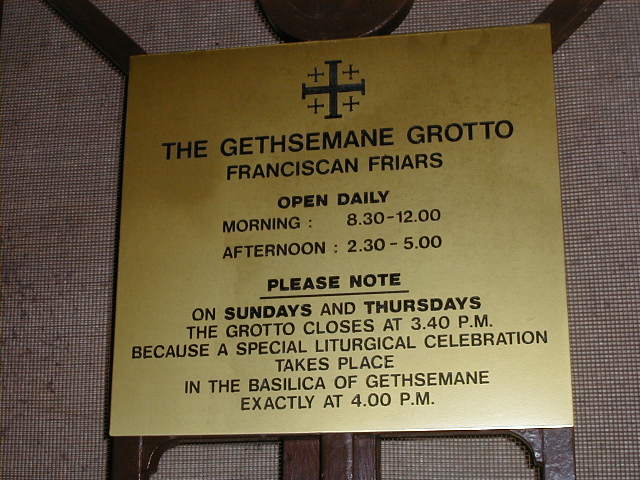 THE GETHSEMANE GROTTO
FRANCISCAN FRIARS
OPEN DAILY
MORNING : 8.30-12.00
AFTERNOON : 2.30-5.00
PLEASE NOTE
ON SUNDAYS AND THURSDAYS
THE GROTTO CLOSES AT 3.40 P.M.
BECAUSE A SPECIAL LITURGICAL CELEBRATION
TAKES PLACE
IN THE BASILICA OF GETHSEMANE
EXACTLY AT 4.00 P.M.